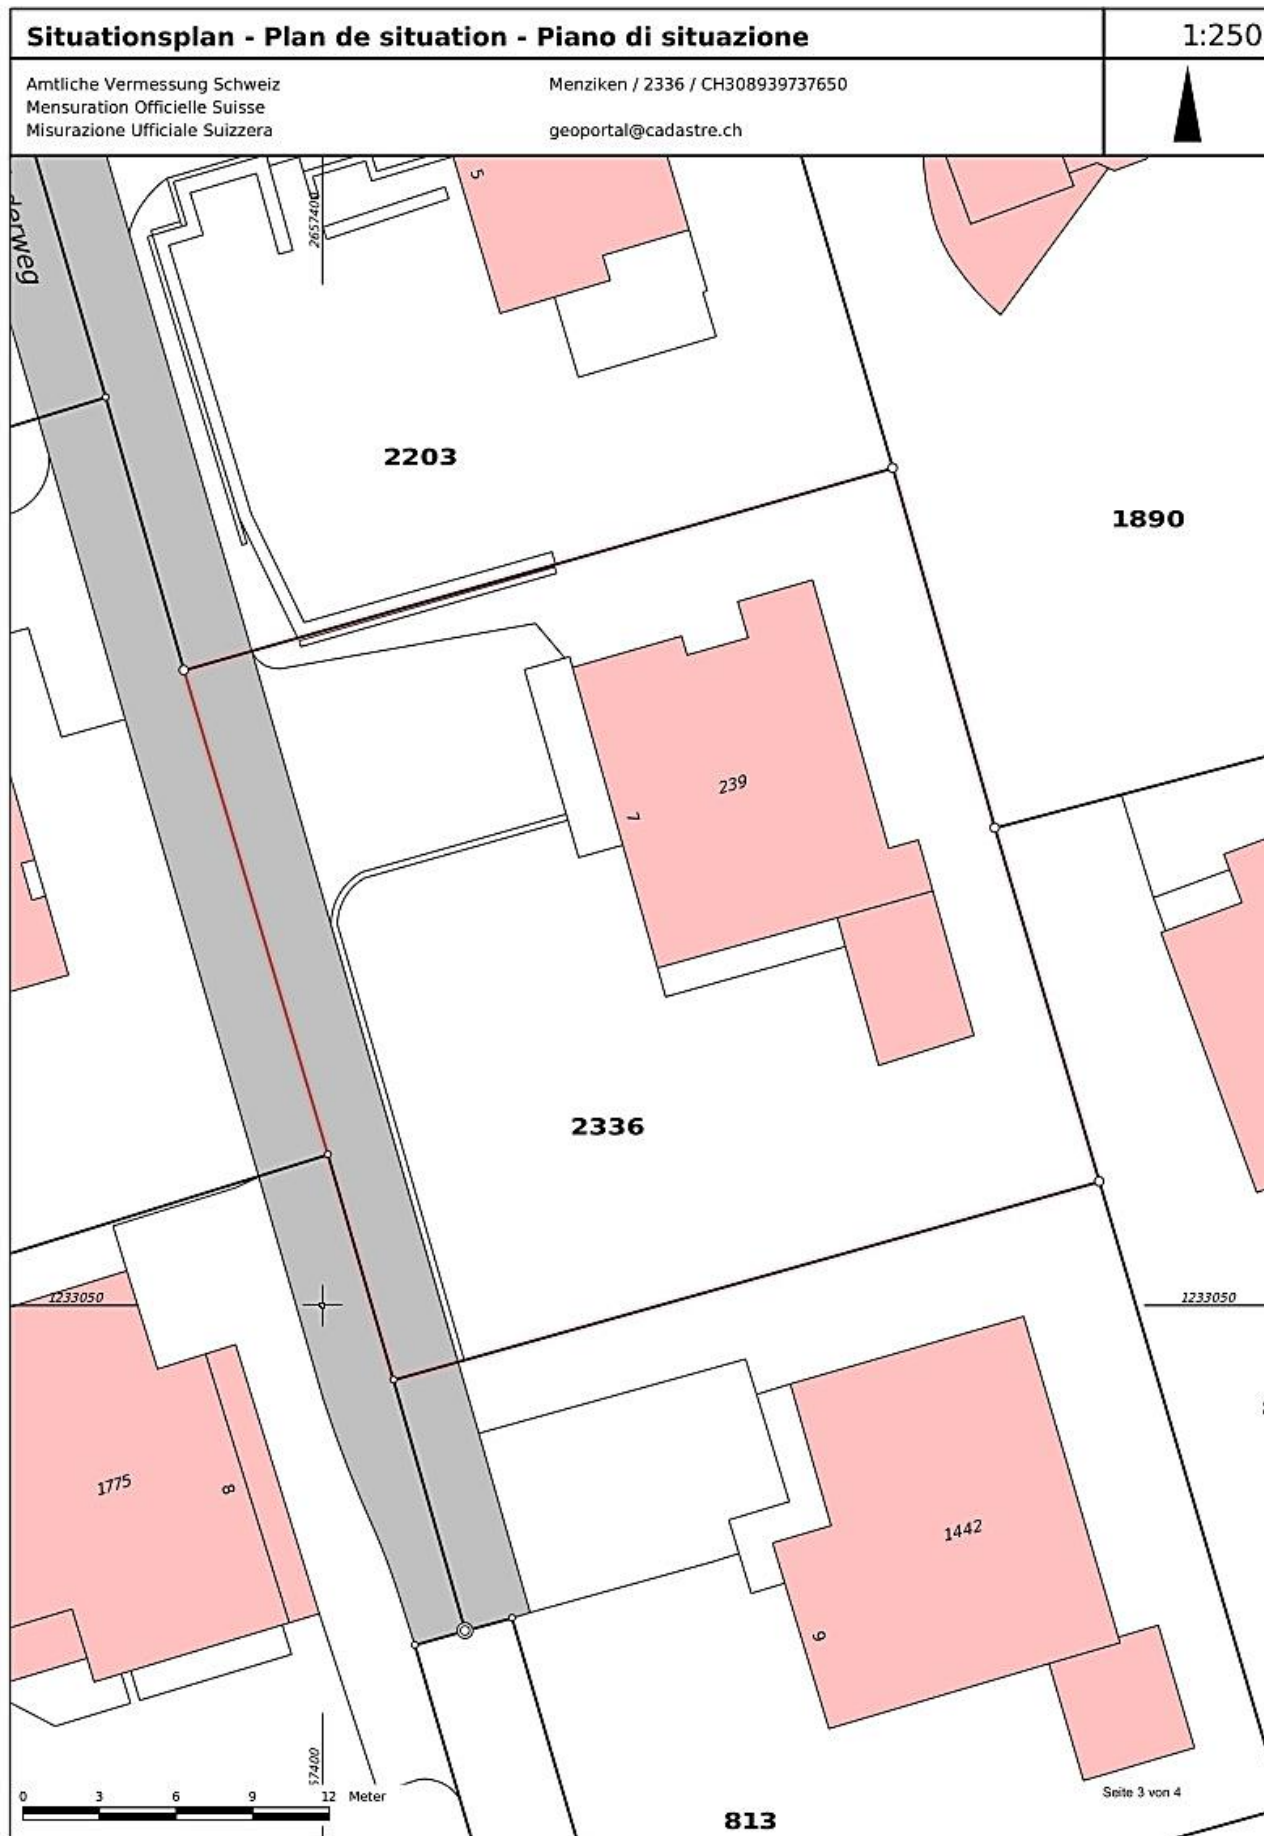 Situationsplan - Plan de situation - Piano di situazione
1:250
Amtliche Vermessung Schweiz
Mensuration Officielle Suisse
Misurazione Ufficiale Suizzera
Menziken / 2336 / CH308939737650
geoportal@cadastre.ch
5
2657400
2203
1890
239
7
2336
1233050
1233050
1775
8
1442
9
57400
0 3 6 9 12 Meter
Seite 3 von 4
813